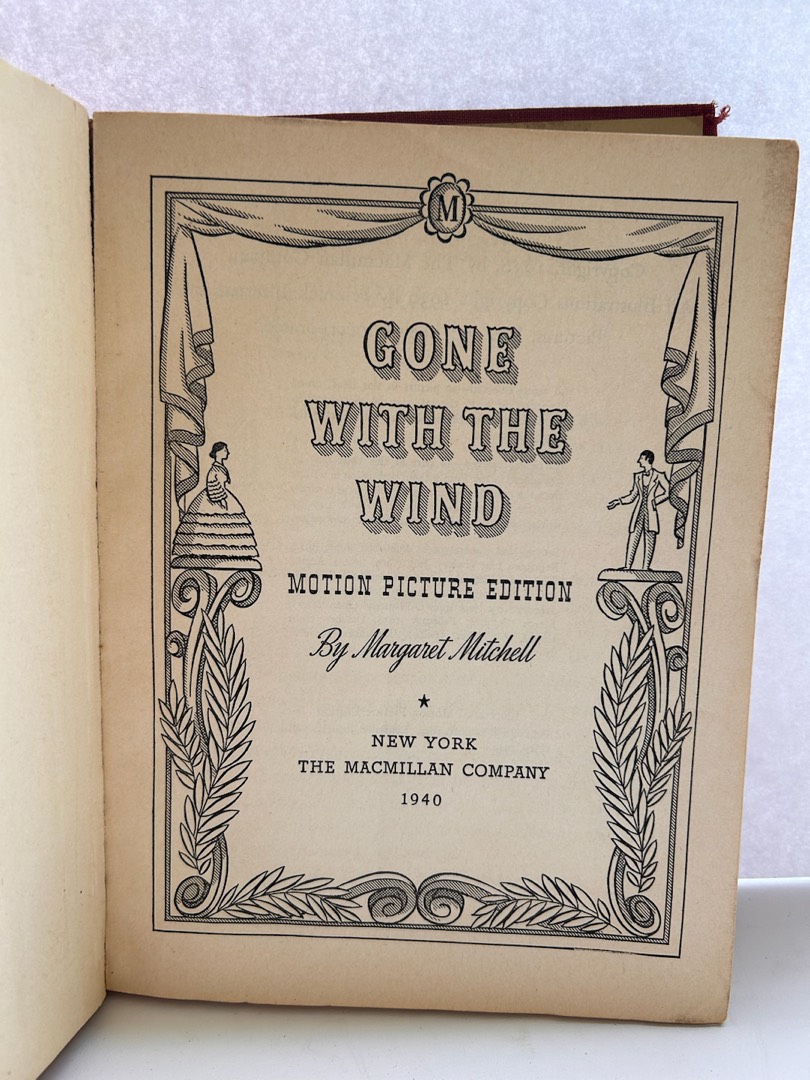 M
GONE
WITH THE
WIND
MOTION PICTURE EDITION
By Margaret Mitchell
★
NEW YORK
THE MACMILLAN COMPANY
1940